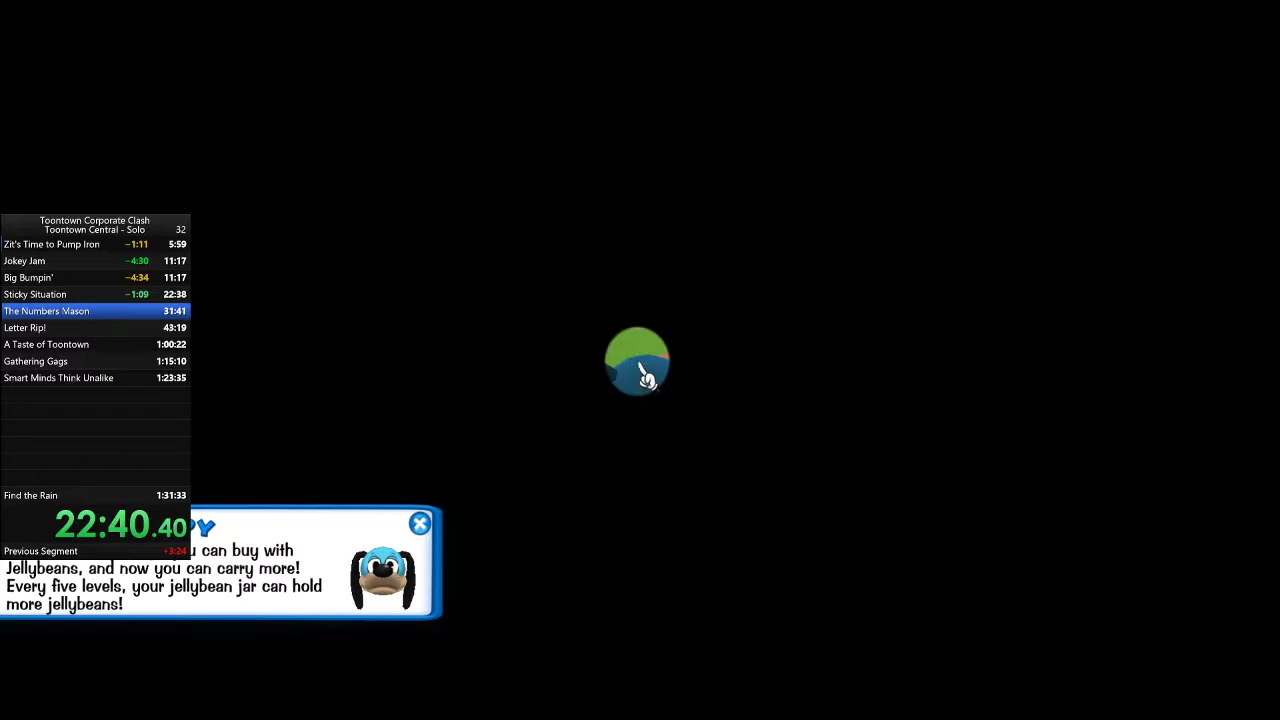 Toontown Corporate Clash
Toontown Central - Solo 32
Zit's Time to Pump Iron −1:11 5:59
Jokey Jam −4:30 11:17
Big Bumpin' −4:34 11:17
Sticky Situation −1:09 22:38
The Numbers Mason 31:41
Letter Rip! 43:19
A Taste of Toontown 1:00:22
Gathering Gags 1:15:10
Smart Minds Think Unalike 1:23:35
Find the Rain 1:31:33
22:40.40
Previous Segment +3:24
can buy with
Jellybeans, and now you can carry more!
Every five levels, your jellybean jar can hold
more jellybeans!